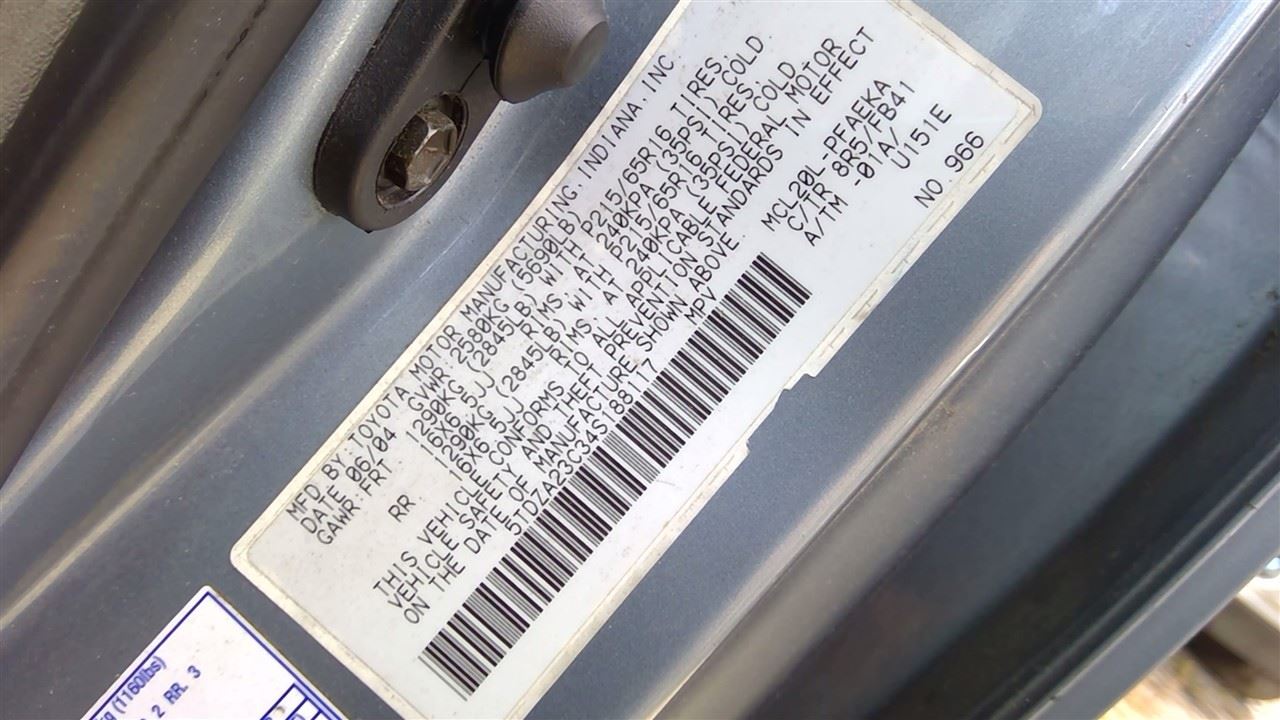 MFD. BY: TOYOTA MOTOR MANUFACTURING, INDIANA, INC.
DATE 06/04 GVWR 2580KG (5690LB)
GAWR:FRT 1290KG (2845LB) WITH P215/65R16 TIRES,
16X6.5JJ RIMS, AT 240KPA (35PSI) COLD
RR 1290KG (2845LB) WITH P215/65R16 TIRES,
16X6.5JJ RIMS, AT 240KPA (35PSI) COLD
THIS VEHICLE CONFORMS TO ALL APPLICABLE FEDERAL MOTOR
VEHICLE SAFETY AND THEFT PREVENTION STANDARDS IN EFFECT
ON THE DATE OF MANUFACTURE SHOWN ABOVE.
5TDZA23C34S188117 MPV
MCL20L-PFAEKA
C/TR 8R5/FB41
A/TM -01A/
U151E
NO. 966
(1160lbs)
2 RR. 3